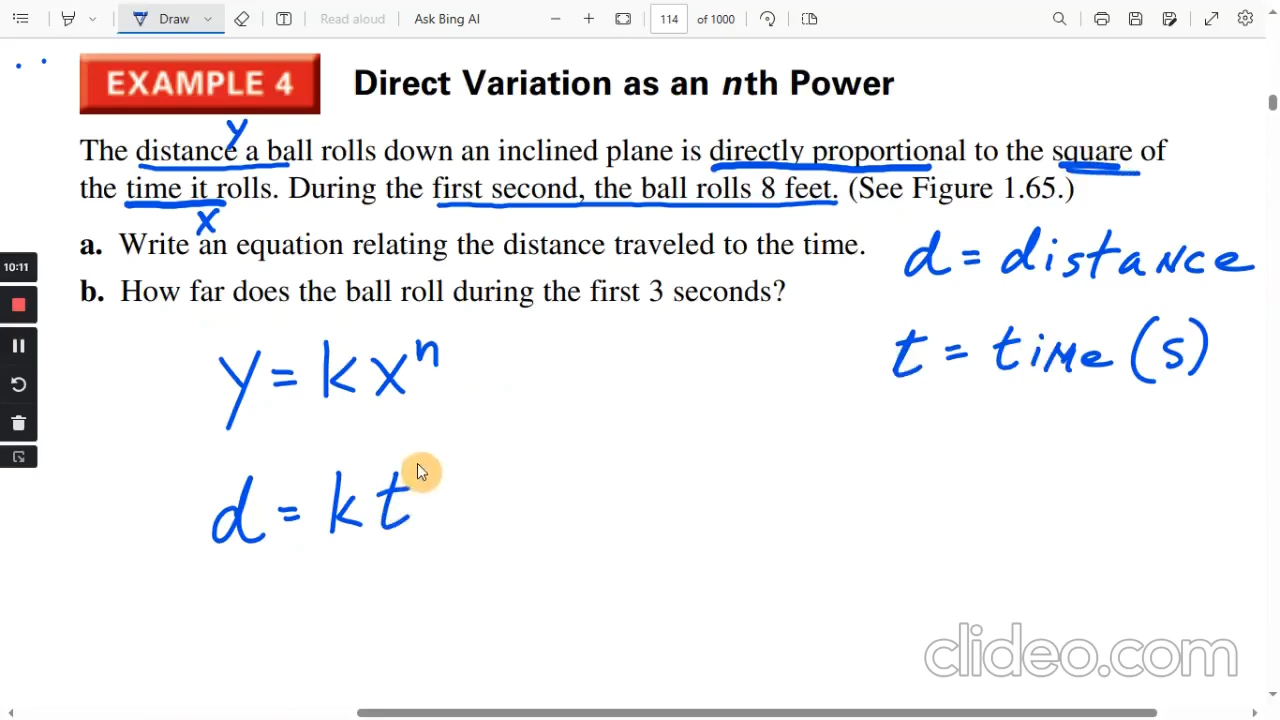 Draw
Read aloud
Ask Bing AI
114 of 1000
EXAMPLE 4 Direct Variation as an nth Power
y
The distance a ball rolls down an inclined plane is directly proportional to the square of
the time it rolls. During the first second, the ball rolls 8 feet. (See Figure 1.65.)
x
a. Write an equation relating the distance traveled to the time.
b. How far does the ball roll during the first 3 seconds?
d = distance
t = time (s)
y = kxⁿ
d = kt
10:11
clideo.com